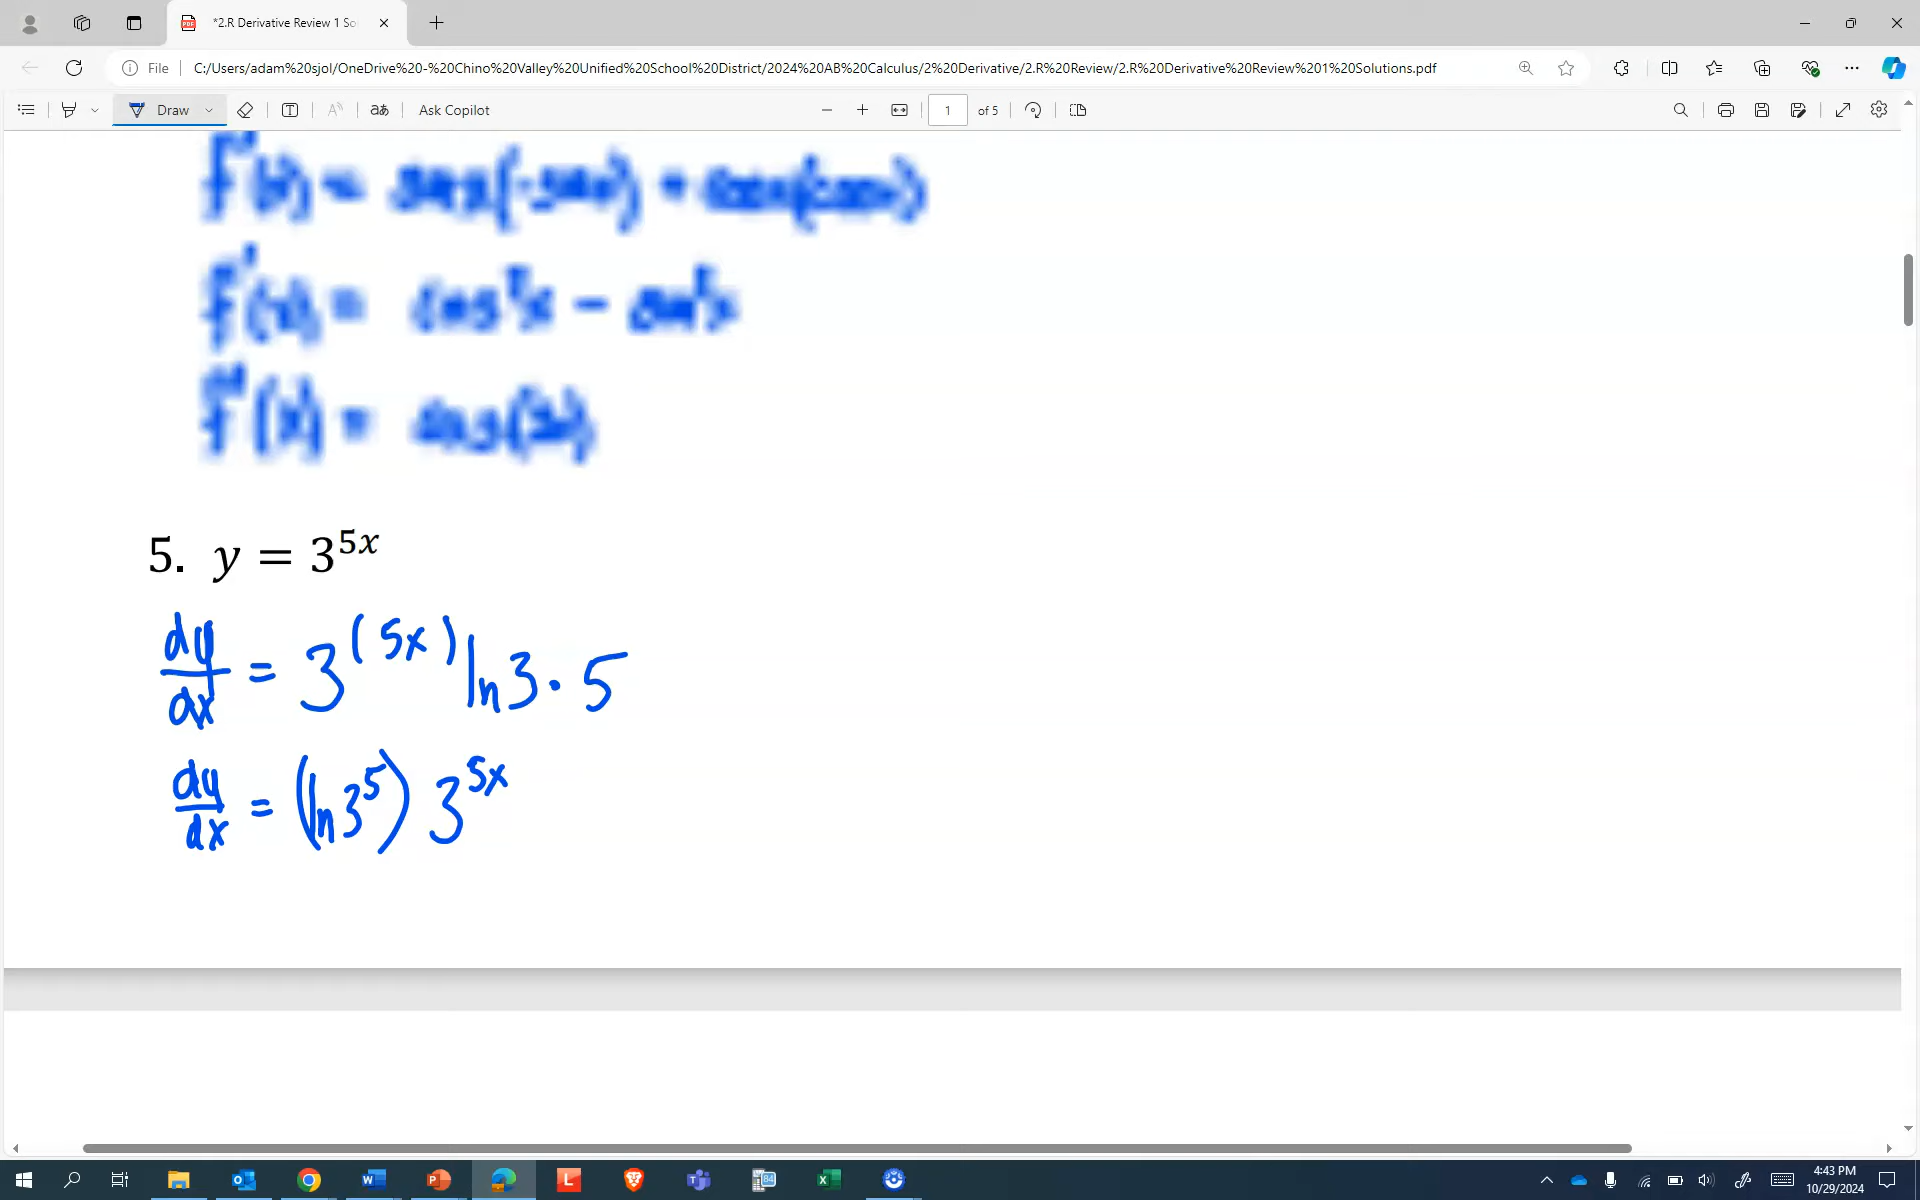 *2.R Derivative Review 1 So
File
C:/Users/adam%20sjol/OneDrive%20-%20Chino%20Valley%20Unified%20School%20District/2024%20AB%20Calculus/2%20Derivative/2.R%20Review/2.R%20Derivative%20Review%201%20Solutions.pdf
Draw
Ask Copilot
1 of 5
f'(x) = cos²x − sin²x
5. y = 3^{5x}
dy/dx = 3^{(5x)} ln3 · 5
dy/dx = (ln3^5) 3^{5x}
4:43 PM
10/29/2024